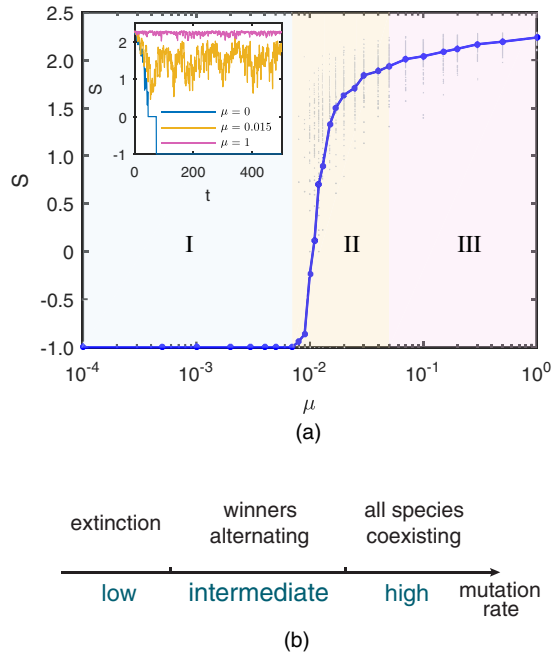 2
1
0
-1
s
0
200
400
t
μ = 0
μ = 0.015
μ = 1
2.5
2.0
1.5
1.0
0.5
0
-0.5
-1.0
S
I
II
III
10⁻⁴
10⁻³
10⁻²
10⁻¹
10⁰
μ
(a)
extinction
winners
alternating
all species
coexisting
low
intermediate
high
mutation
rate
(b)